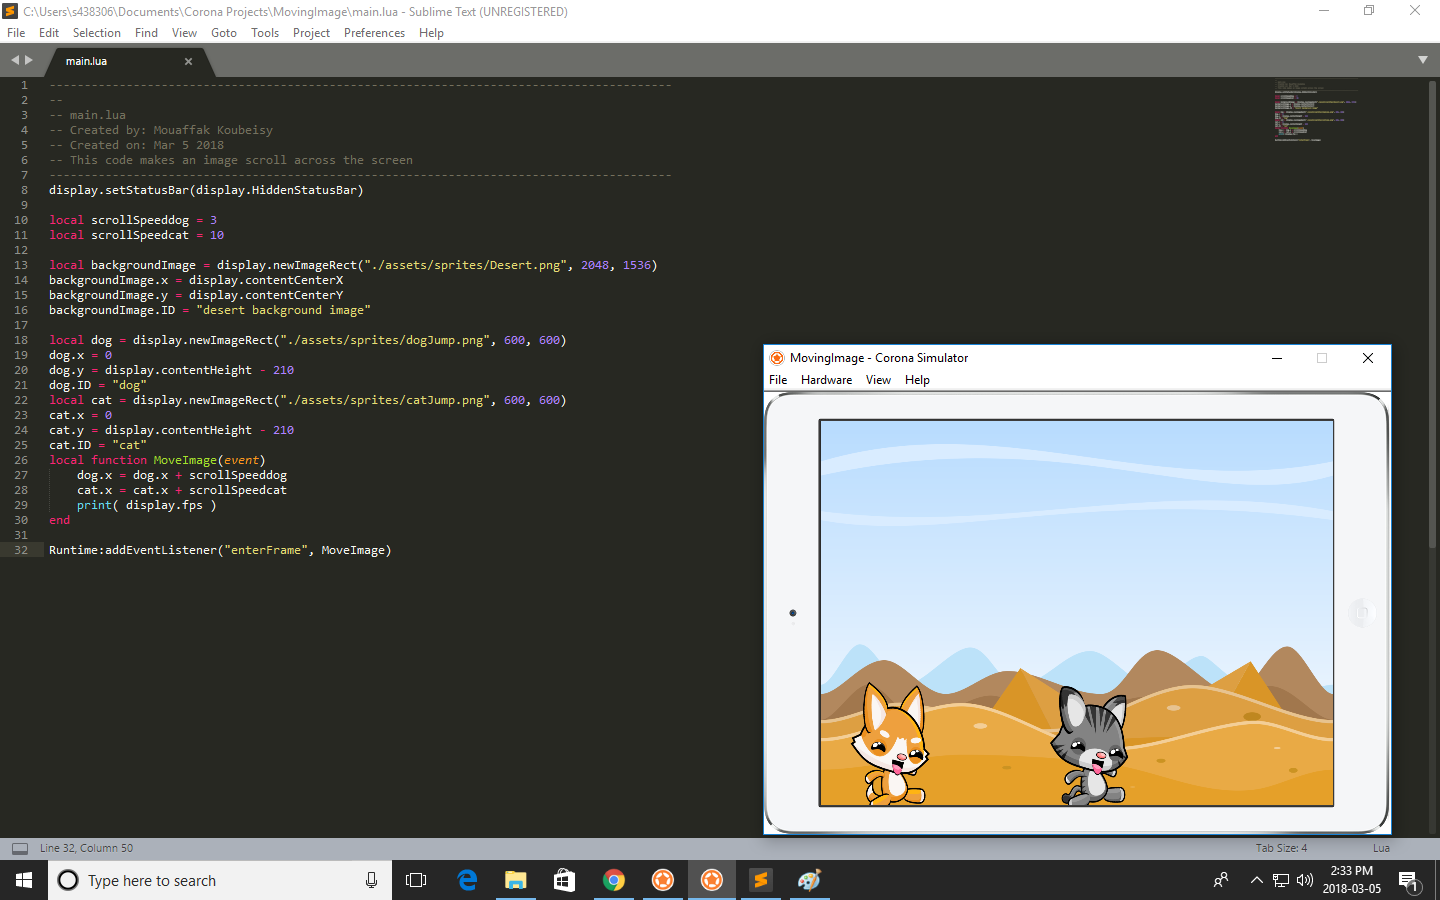 C:\Users\s438306\Documents\Corona Projects\MovingImage\main.lua - Sublime Text (UNREGISTERED)
File Edit Selection Find View Goto Tools Project Preferences Help
main.lua
1 -----------------------------------------------------------------------------------------
2 --
3 -- main.lua
4 -- Created by: Mouaffak Koubeisy
5 -- Created on: Mar 5 2018
6 -- This code makes an image scroll across the screen
7 -----------------------------------------------------------------------------------------
8 display.setStatusBar(display.HiddenStatusBar)
9
10 local scrollSpeeddog = 3
11 local scrollSpeedcat = 10
12
13 local backgroundImage = display.newImageRect("./assets/sprites/Desert.png", 2048, 1536)
14 backgroundImage.x = display.contentCenterX
15 backgroundImage.y = display.contentCenterY
16 backgroundImage.ID = "desert background image"
17
18 local dog = display.newImageRect("./assets/sprites/dogJump.png", 600, 600)
19 dog.x = 0
20 dog.y = display.contentHeight - 210
21 dog.ID = "dog"
22 local cat = display.newImageRect("./assets/sprites/catJump.png", 600, 600)
23 cat.x = 0
24 cat.y = display.contentHeight - 210
25 cat.ID = "cat"
26 local function MoveImage(event)
27     dog.x = dog.x + scrollSpeeddog
28     cat.x = cat.x + scrollSpeedcat
29     print( display.fps )
30 end
31
32 Runtime:addEventListener("enterFrame", MoveImage)
MovingImage - Corona Simulator
File Hardware View Help
Line 32, Column 50
Tab Size: 4
Lua
Type here to search
2:33 PM
2018-03-05
1